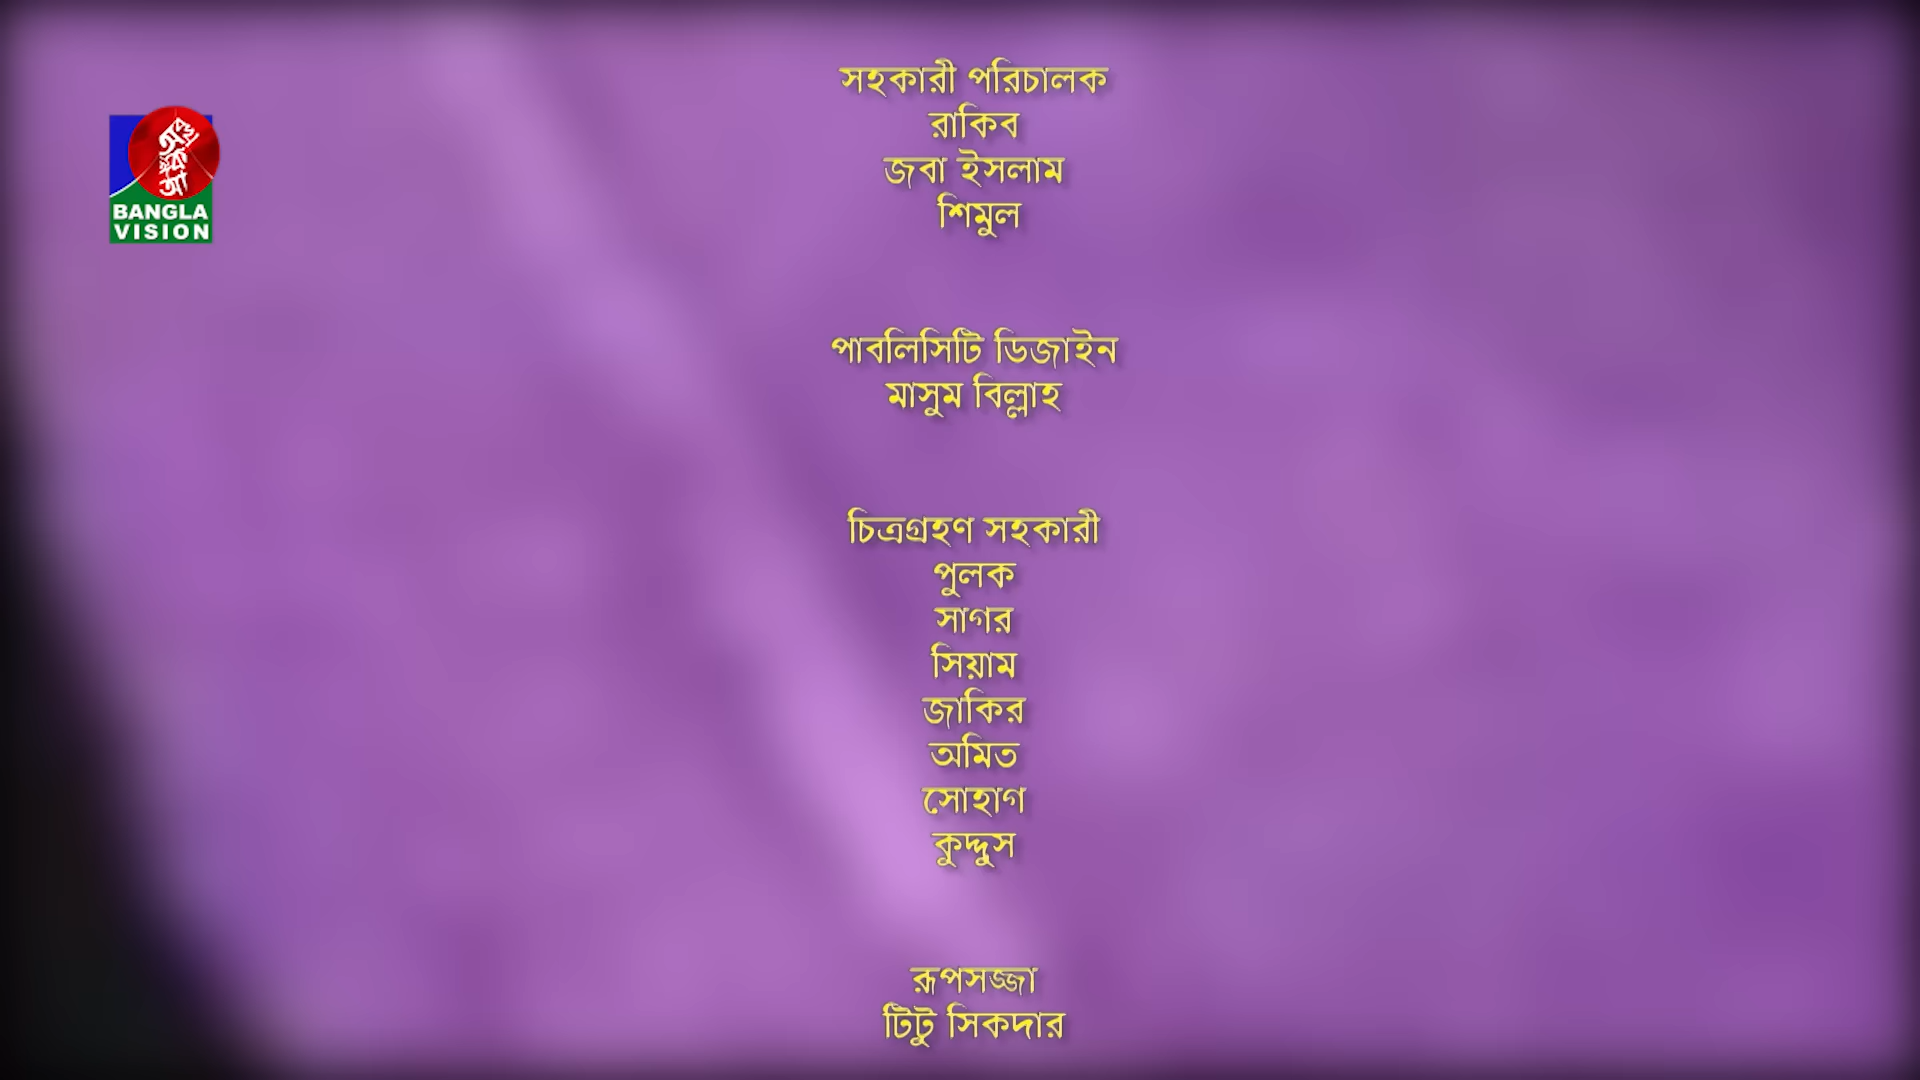 সহকারী পরিচালক
রাকিব
জবা ইসলাম
শিমুল
BANGLA
VISION
পাবলিসিটি ডিজাইন
মাসুম বিল্লাহ
চিত্রগ্রহণ সহকারী
পুলক
সাগর
সিয়াম
জাকির
অমিত
সোহাগ
কুদ্দুস
রূপসজ্জা
টিটু সিকদার